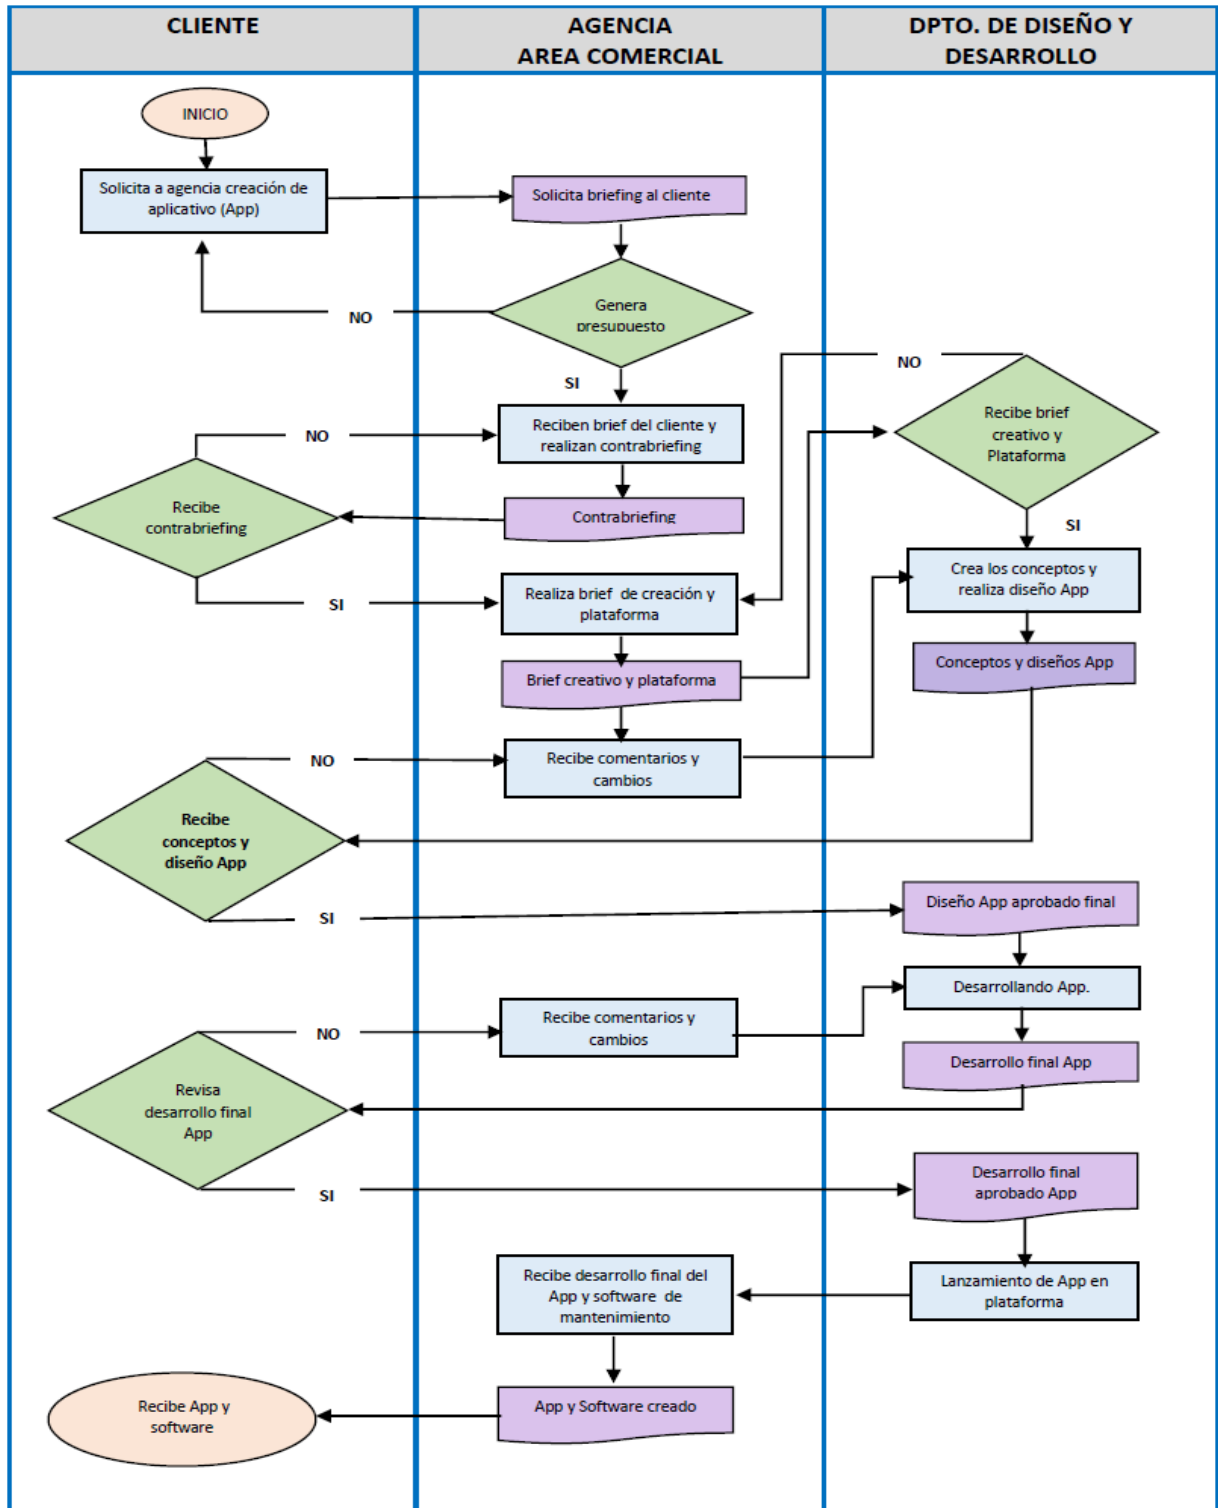 CLIENTE
AGENCIA
AREA COMERCIAL
DPTO. DE DISEÑO Y
DESARROLLO
INICIO
Solicita a agencia creación de
aplicativo (App)
Solicita briefing al cliente
Genera
presupuesto
NO
SI
NO
Recibe brief
creativo y
Plataforma
Reciben brief del cliente y
realizan contrabriefing
NO
Recibe
contrabriefing
Contrabriefing
SI
Crea los conceptos y
realiza diseño App
Realiza brief de creación y
plataforma
SI
Conceptos y diseños App
Brief creativo y plataforma
Recibe comentarios y
cambios
NO
Recibe
conceptos y
diseño App
SI
Diseño App aprobado final
Desarrollando App.
Recibe comentarios y
cambios
NO
Desarrollo final App
Revisa
desarrollo final
App
SI
Desarrollo final
aprobado App
Lanzamiento de App en
plataforma
Recibe desarrollo final del
App y software de
mantenimiento
App y Software creado
Recibe App y
software